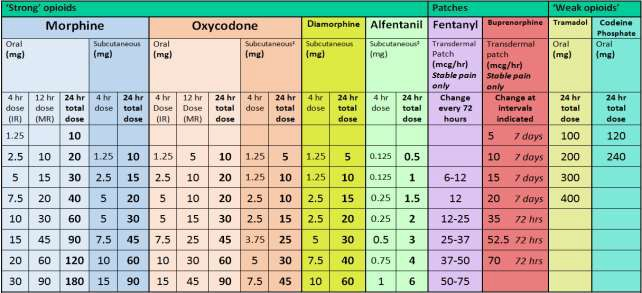 ‘Strong’ opioids Patches ‘Weak opioids’
Morphine Oxycodone Diamorphine Alfentanil Fentanyl Buprenorphine Tramadol Codeine Phosphate
Oral (mg) Subcutaneous (mg) Oral (mg) Subcutaneous‡ (mg) Subcutaneous (mg) Subcutaneous‡ (mg) Transdermal Patch (mcg/hr) Stable pain only Transdermal patch (mcg/hr) Stable pain only Oral (mg) Oral (mg)
4 hr dose (IR) 12 hr dose (MR) 24 hr total dose 4 hr dose 24 hr total dose 4 hr Dose (IR) 12 hr Dose (MR) 24 hr total dose 4 hr dose 24 hr total dose 4 hr dose 24 hr total dose 4 hr dose 24 hr total dose Change every 72 hours Change at intervals indicated 24 hr total dose 24 hr total dose
1.25 10 5 7 days 100 120
2.5 10 20 1.25 10 1.25 5 10 1.25 5 1.25 5 0.125 0.5 10 7 days 200 240
5 15 30 2.5 15 2.5 10 20 1.25 10 1.25 10 0.125 1 6-12 15 7 days 300
7.5 20 40 2.5 20 5 10 20 2.5 10 2.5 15 0.25 1.5 12 20 7 days 400
10 30 60 5 30 5 15 30 2.5 15 2.5 20 0.25 2 12-25 35 72 hrs
15 45 90 7.5 45 7.5 25 45 3.75 25 5 30 0.5 3 25-37 52.5 72 hrs
20 60 120 10 60 10 30 60 5 30 7.5 40 0.75 4 37-50 70 72 hrs
30 90 180 15 90 15 45 90 7.5 45 10 60 1 6 50-75